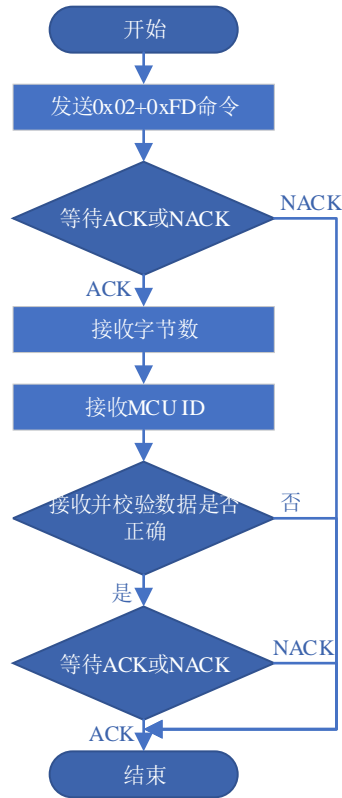 开始
发送0x02+0xFD命令
等待ACK或NACK
NACK
ACK
接收字节数
接收MCU ID
接收并校验数据是否
正确
否
是
等待ACK或NACK
NACK
ACK
结束